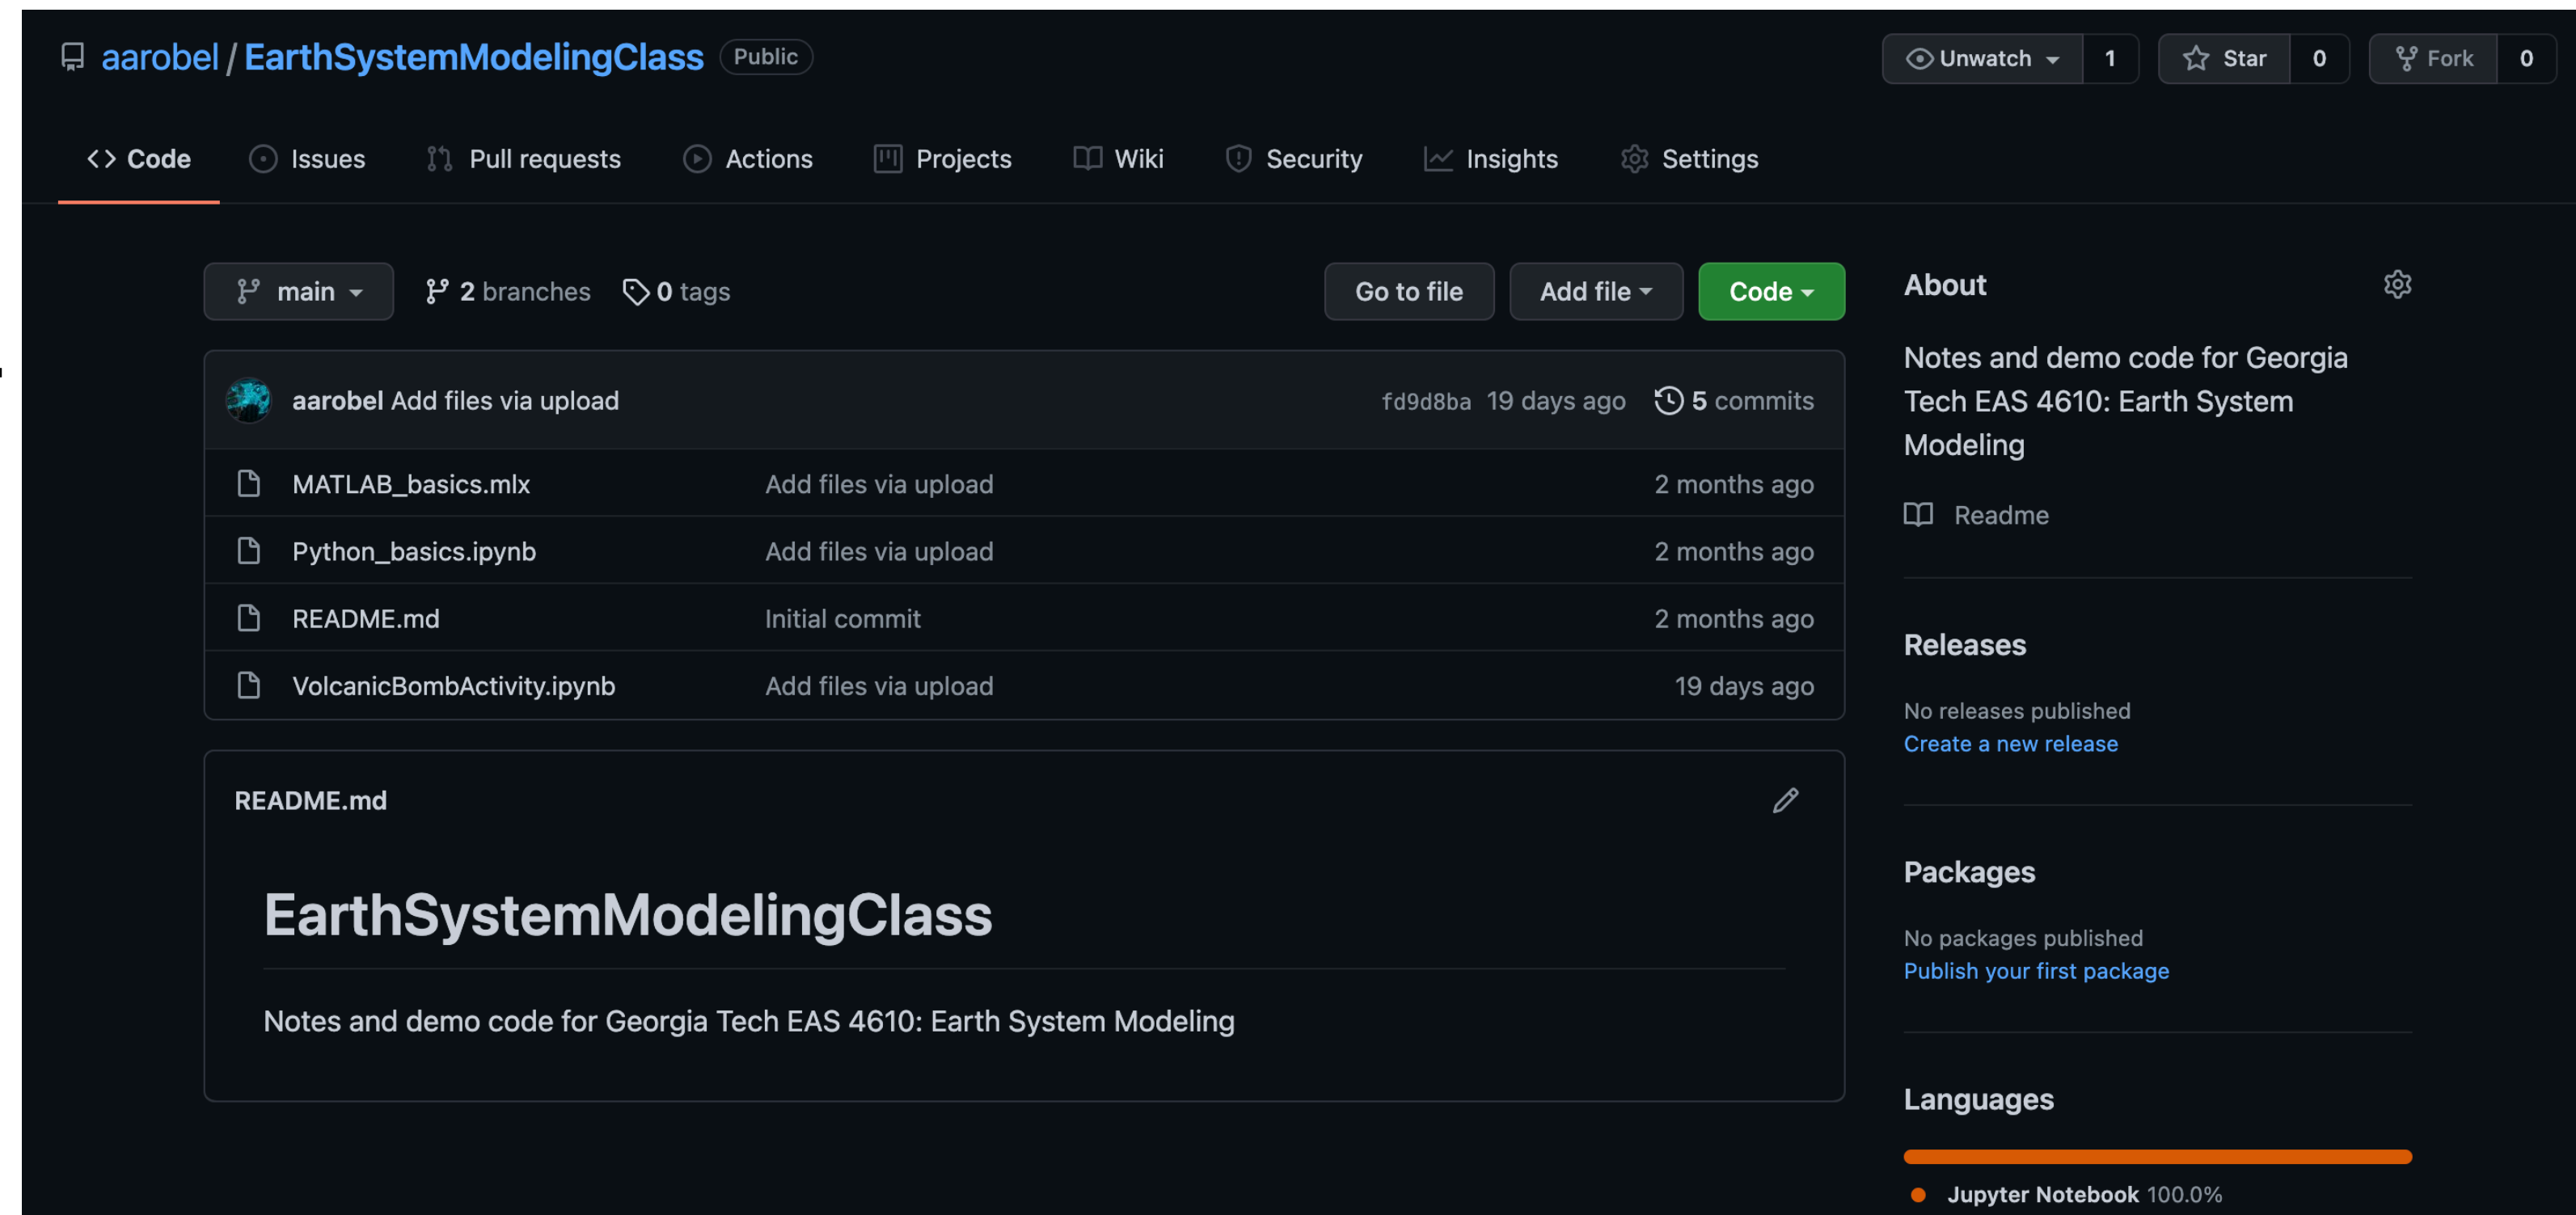 aarobel / EarthSystemModelingClass Public
Unwatch 1 Star 0 Fork 0
Code Issues Pull requests Actions Projects Wiki Security Insights Settings
main 2 branches 0 tags
Go to file Add file Code
aarobel Add files via upload fd9d8ba 19 days ago 5 commits
MATLAB_basics.mlx Add files via upload 2 months ago
Python_basics.ipynb Add files via upload 2 months ago
README.md Initial commit 2 months ago
VolcanicBombActivity.ipynb Add files via upload 19 days ago
README.md
EarthSystemModelingClass
Notes and demo code for Georgia Tech EAS 4610: Earth System Modeling
About
Notes and demo code for Georgia
Tech EAS 4610: Earth System
Modeling
Readme
Releases
No releases published
Create a new release
Packages
No packages published
Publish your first package
Languages
Jupyter Notebook 100.0%